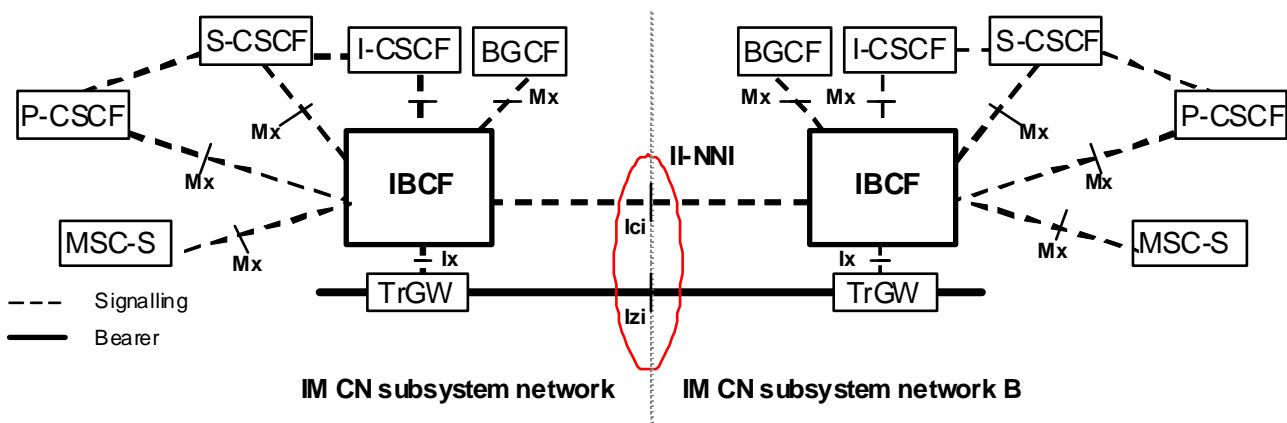 S-CSCF
I-CSCF
BGCF
BGCF
I-CSCF
S-CSCF
P-CSCF
Mx
Mx
Mx
Mx
Mx
P-CSCF
IBCF
II-NNI
IBCF
Mx
Mx
MSC-S
Mx
Ici
Mx
MSC-S
Ix
Ix
TrGW
TrGW
Signalling
Izi
Bearer
IM CN subsystem network
IM CN subsystem network B